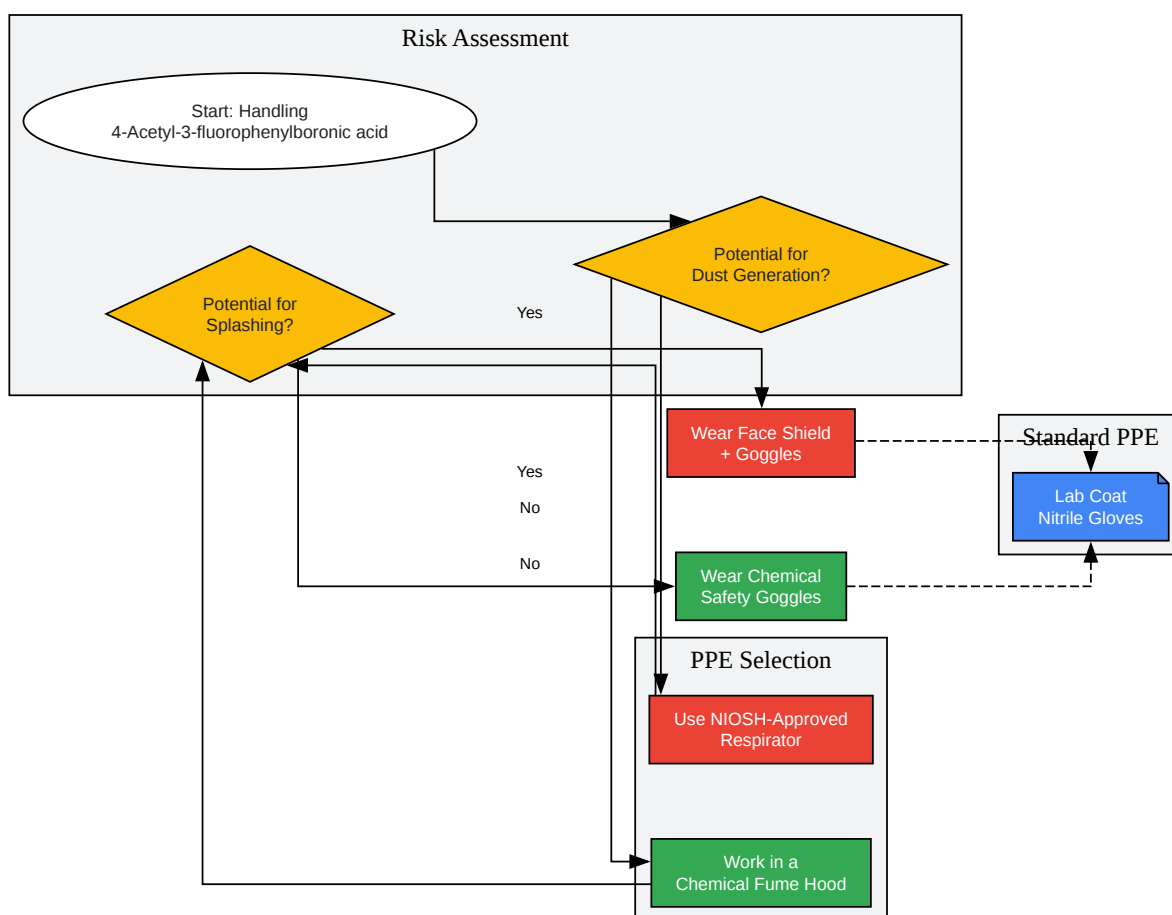 Risk Assessment
Start: Handling
4-Acetyl-3-fluorophenylboronic acid
Potential for
Dust Generation?
Potential for
Splashing?
Yes
Wear Face Shield
+ Goggles
Standard PPE
Lab Coat
Nitrile Gloves
Yes
No
No
Wear Chemical
Safety Goggles
PPE Selection
Use NIOSH-Approved
Respirator
Work in a
Chemical Fume Hood